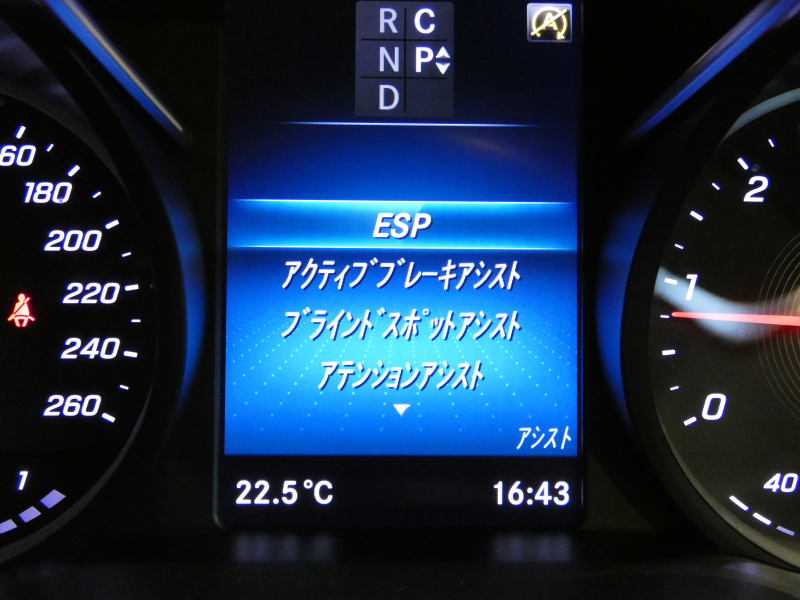 R C
N P
D
A
ESP
アクティブブレーキアシスト
ブラインドスポットアシスト
アテンションアシスト
アシスト
22.5°C
16:43
60
180
200
220
240
260
1
2
1
0
40